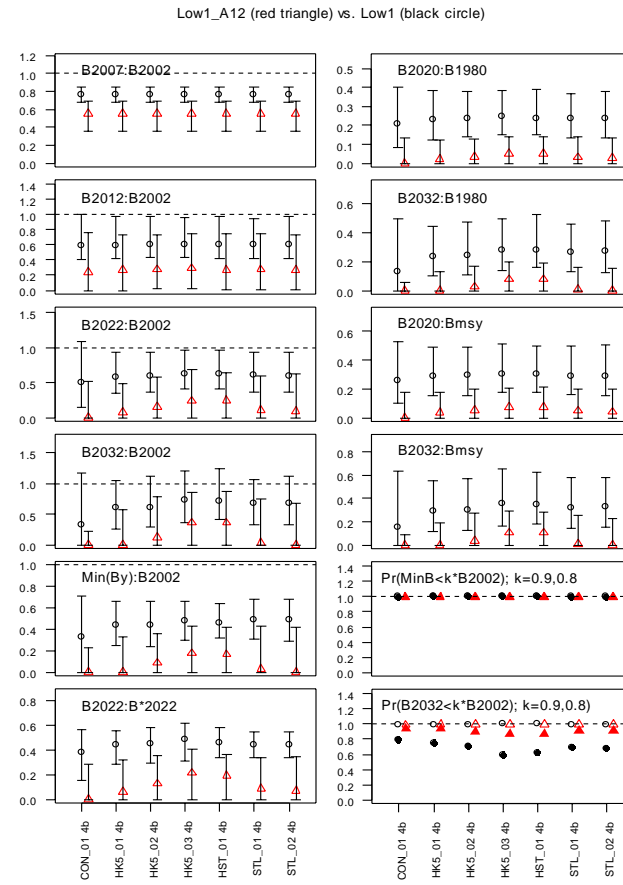 Low1_A12 (red triangle) vs. Low1 (black circle)
B2007:B2002
1.2
1.0
0.8
0.6
0.4
0.2
0.0
B2012:B2002
1.4
1.2
1.0
0.8
0.6
0.4
0.2
0.0
B2022:B2002
1.5
1.0
0.5
0.0
B2032:B2002
1.5
1.0
0.5
0.0
Min(By):B2002
1.0
0.8
0.6
0.4
0.2
0.0
B2022:B*2022
0.8
0.6
0.4
0.2
0.0
CON_01 4b
HK5_01 4b
HK5_02 4b
HK5_03 4b
HST_01 4b
STL_01 4b
STL_02 4b
B2020:B1980
0.5
0.4
0.3
0.2
0.1
0.0
B2032:B1980
0.6
0.4
0.2
0.0
B2020:Bmsy
0.6
0.4
0.2
0.0
B2032:Bmsy
0.8
0.6
0.4
0.2
0.0
Pr(MinB<k*B2002); k=0.9,0.8
1.4
1.2
1.0
0.8
0.6
0.4
0.2
0.0
Pr(B2032<k*B2002); k=0.9,0.8)
1.4
1.2
1.0
0.8
0.6
0.4
0.2
0.0
CON_01 4b
HK5_01 4b
HK5_02 4b
HK5_03 4b
HST_01 4b
STL_01 4b
STL_02 4b